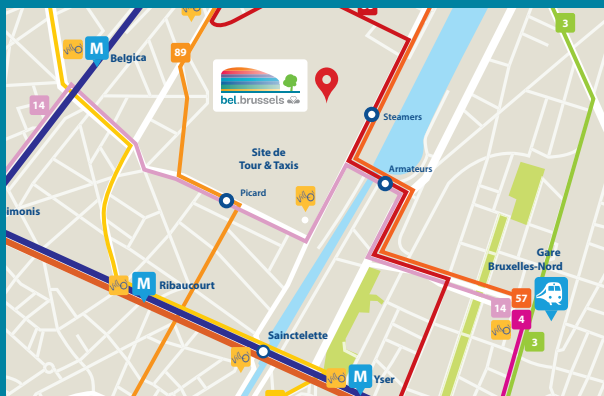 3
M
Belgica
89
14
bel.brussels
Steamers
Site de
Tour & Taxis
Armateurs
Picard
imonis
Gare
Bruxelles-Nord
M
Ribaucourt
57
14
4
3
Sainctelette
M
Yser